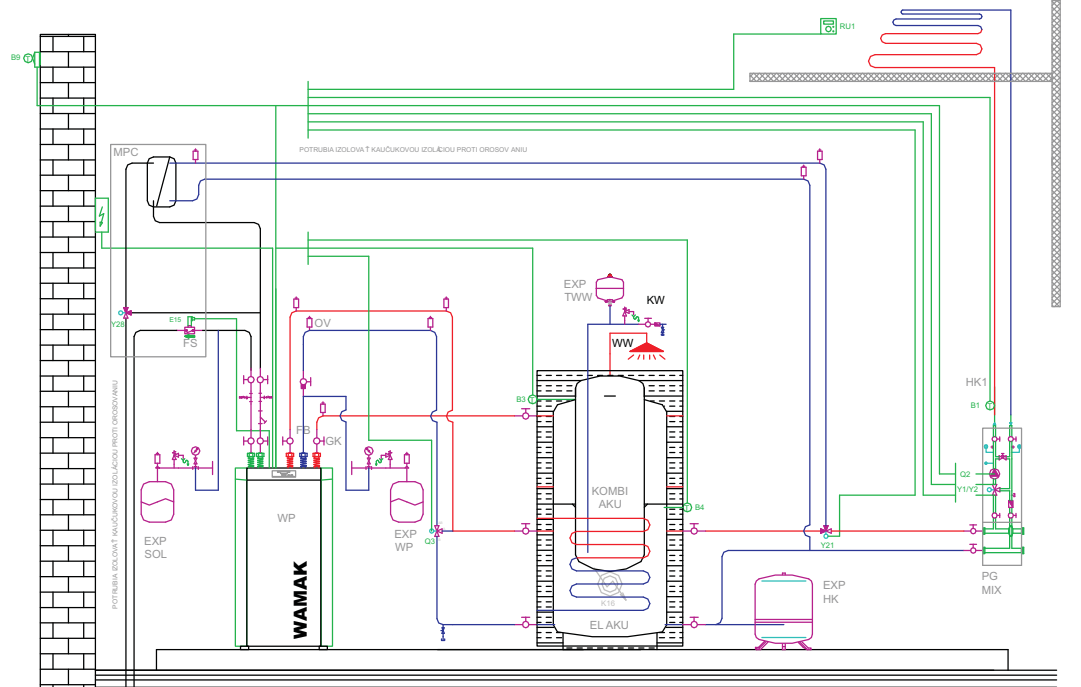 RU1
B9
MPC
POTRUBIA IZOLOVAŤ KAUČUKOVOU IZOLÁCIOU PROTI OROSOV ANIU
EXP
TWW
KW
WW
Y28
E15
FS
OV
POTRUBIA IZOLOVAŤ KAUČUKOVOU IZOLÁCIOU PROTI OROSOVANIU
B3
HK1
B1
FB
GK
Q2
Y1/Y2
KOMBI
AKU
B4
WP
EXP
SOL
EXP
WP
Q3
Y21
K16
EL AKU
EXP
HK
PG
MIX
WAMAK